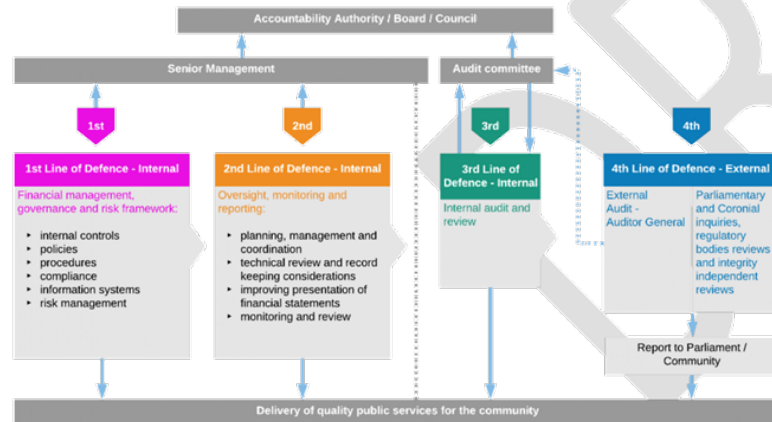 Accountability Authority / Board / Council
Senior Management
Audit committee
1st
2nd
3rd
4th
1st Line of Defence - Internal
Financial management,
governance and risk framework:
‣ internal controls
‣ policies
‣ procedures
‣ compliance
‣ information systems
‣ risk management
2nd Line of Defence - Internal
Oversight, monitoring and
reporting:
‣ planning, management and
coordination
‣ technical review and record
keeping considerations
‣ improving presentation of
financial statements
‣ monitoring and review
3rd Line of
Defence - Internal
Internal audit and
review
4th Line of Defence - External
External
Audit -
Auditor General
Parliamentary
and Coronial
inquiries,
regulatory
bodies reviews
and integrity
independent
reviews
Report to Parliament /
Community
Delivery of quality public services for the community